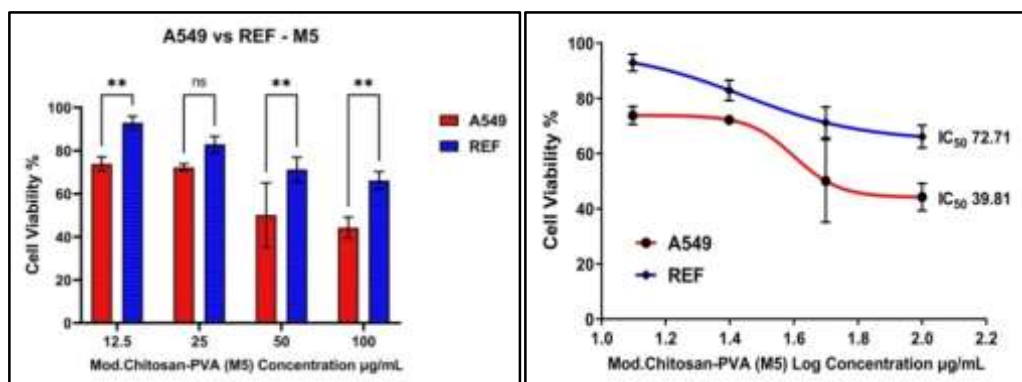 A549 vs REF - M5
** ns ** **
A549
REF
Cell Viability %
100
80
60
40
20
0
12.5 25 50 100
Mod.Chitosan-PVA (M5) Concentration µg/mL
Cell Viability %
100
80
60
40
20
0
IC50 72.71
IC50 39.81
A549
REF
1.0 1.2 1.4 1.6 1.8 2.0 2.2
Mod.Chitosan-PVA (M5) Log Concentration µg/mL